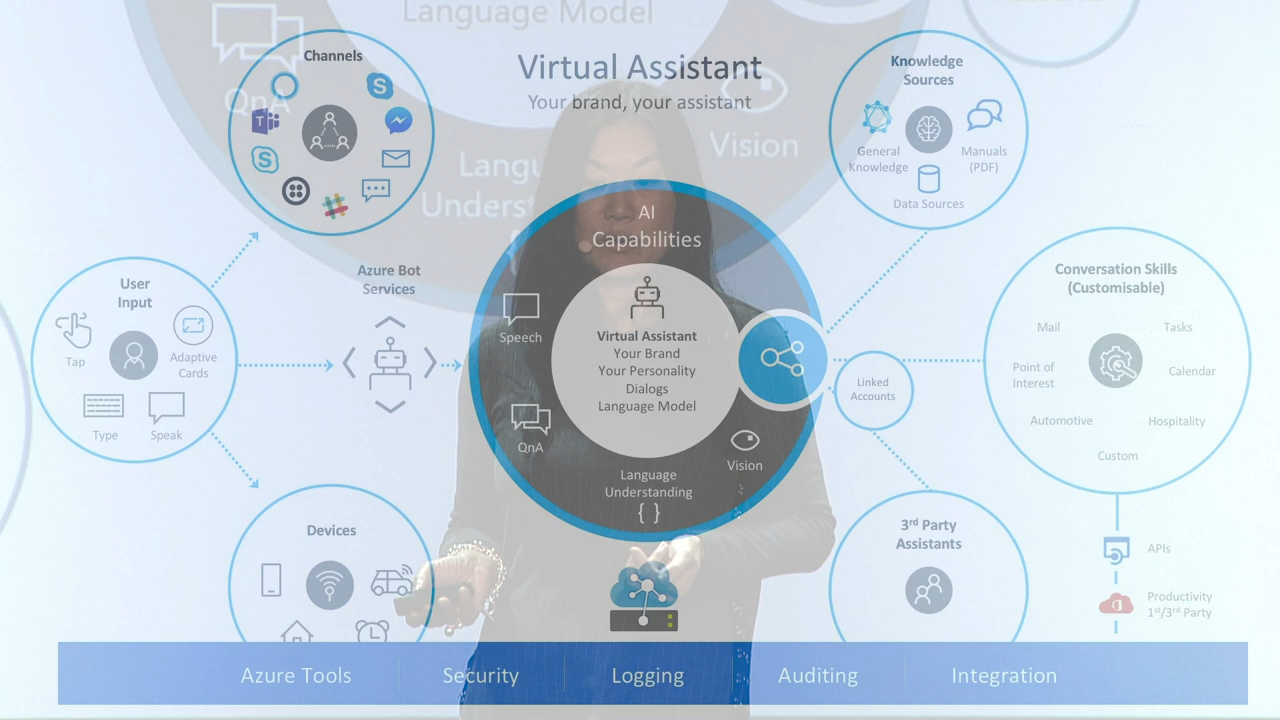 Language Model
QnA
Langu
Underst
Vision
Virtual Assistant
Your brand, your assistant
Channels
T
S
S
Knowledge
Sources
General
Knowledge
Manuals
(PDF)
Data Sources
User
Input
Tap
Adaptive
Cards
Type
Speak
Azure Bot
Services
AI
Capabilities
Speech
Virtual Assistant
Your Brand
Your Personality
Dialogs
Language Model
QnA
Vision
Language
Understanding
{ }
Linked
Accounts
Conversation Skills
(Customisable)
Mail
Tasks
Point of
Interest
Calendar
Automotive
Hospitality
Custom
Devices
3rd Party
Assistants
APIs
Productivity
1st/3rd Party
Azure Tools
Security
Logging
Auditing
Integration